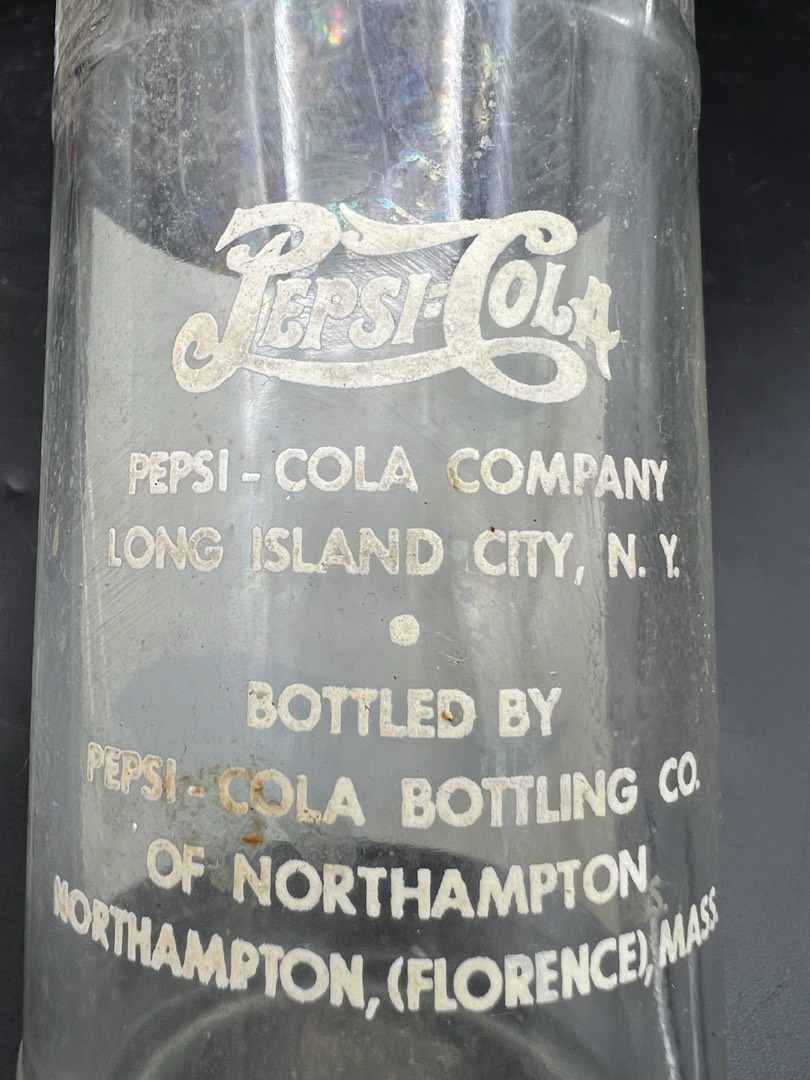 PEPSI:COLA
PEPSI-COLA COMPANY
LONG ISLAND CITY, N. Y.
BOTTLED BY
PEPSI-COLA BOTTLING CO.
OF NORTHAMPTON
NORTHAMPTON, (FLORENCE), MASS.